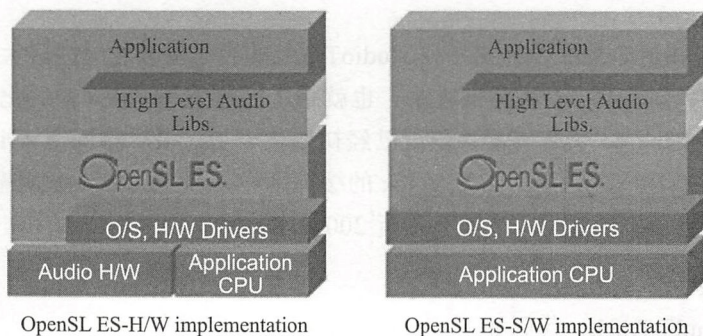 Application
High Level Audio
Libs.
OpenSL ES.
O/S, H/W Drivers
Audio H/W
Application
CPU
OpenSL ES-H/W implementation
Application
High Level Audio
Libs.
OpenSL ES.
O/S, H/W Drivers
Application CPU
OpenSL ES-S/W implementation